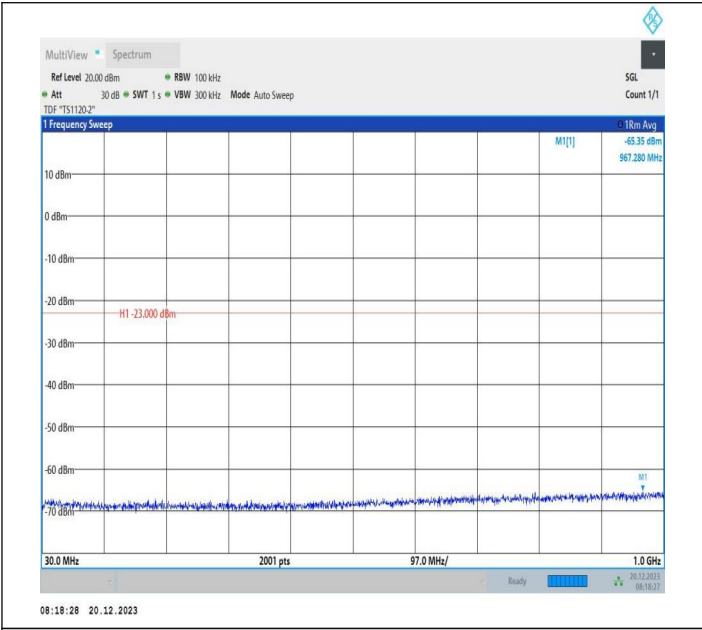 MultiView Spectrum
Ref Level 20.00 dBm RBW 100 kHz SGL
Att 30 dB SWT 1 s VBW 300 kHz Mode Auto Sweep Count 1/1
TDF "TS1120-2"
1 Frequency Sweep 1Rm Avg
M1[1] -65.35 dBm
967.280 MHz
10 dBm
0 dBm
-10 dBm
-20 dBm
H1 -23.000 dBm
-30 dBm
-40 dBm
-50 dBm
-60 dBm
M1
-70 dBm
30.0 MHz 2001 pts 97.0 MHz/ 1.0 GHz
Ready 20.12.2023
08:18:27
08:18:28 20.12.2023